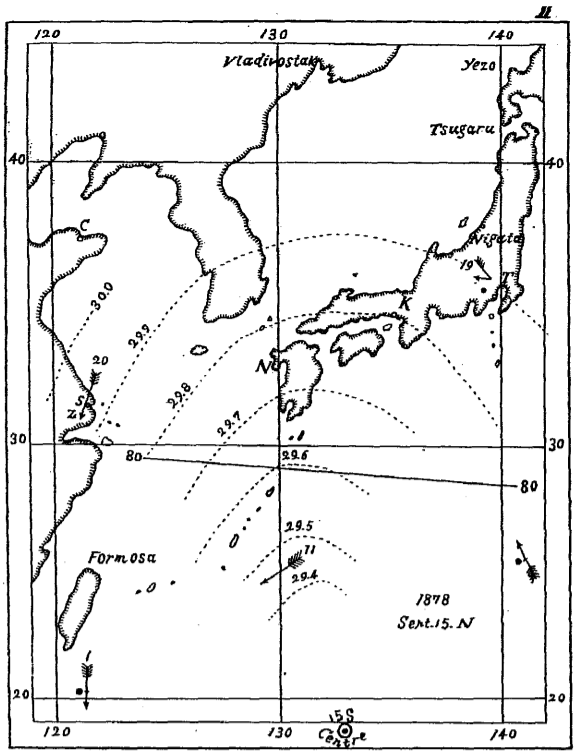 II
120 130 140
Vladivostak
Yezo
Tsugaru
40 40
C
Nigata
19
T
30.0
29.9
K
20
S
Z
N
29.8
29.7
30 30
80 29.6 80
29.5
11
Formosa
29.4
1878
Sept. 15. N
1
20 20
15 S
120 130 Centre 140